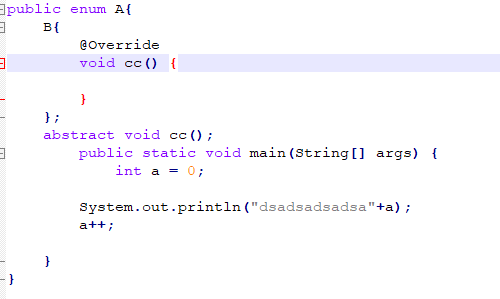 public enum A{
B{
@Override
void cc() {
}
};
abstract void cc();
public static void main(String[] args) {
int a = 0;
System.out.println("dsadsadsadsa"+a);
a++;
}
}